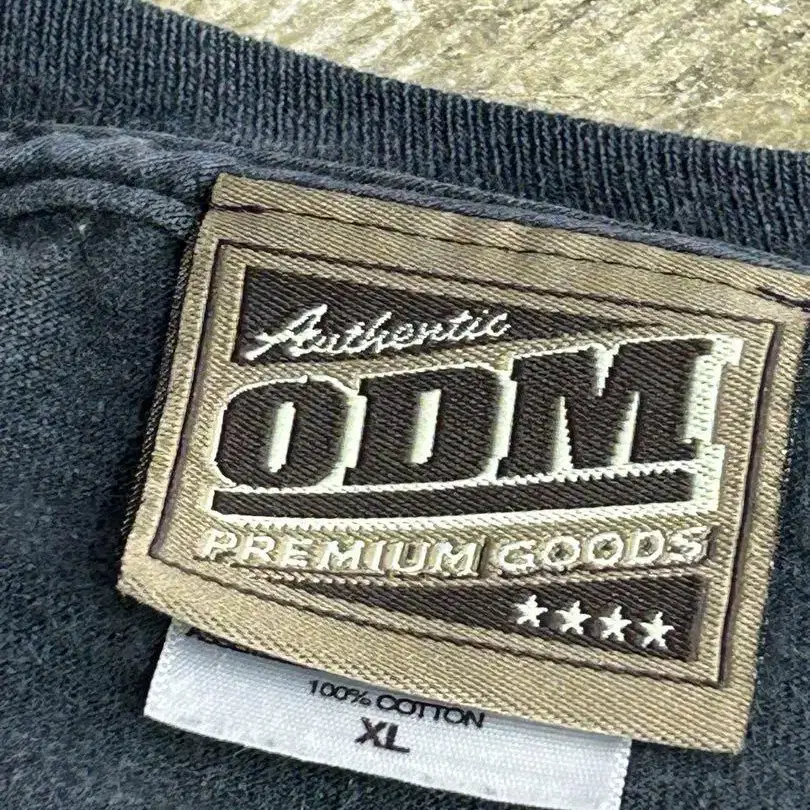 Authentic
ODM
PREMIUM GOODS
100% COTTON
XL